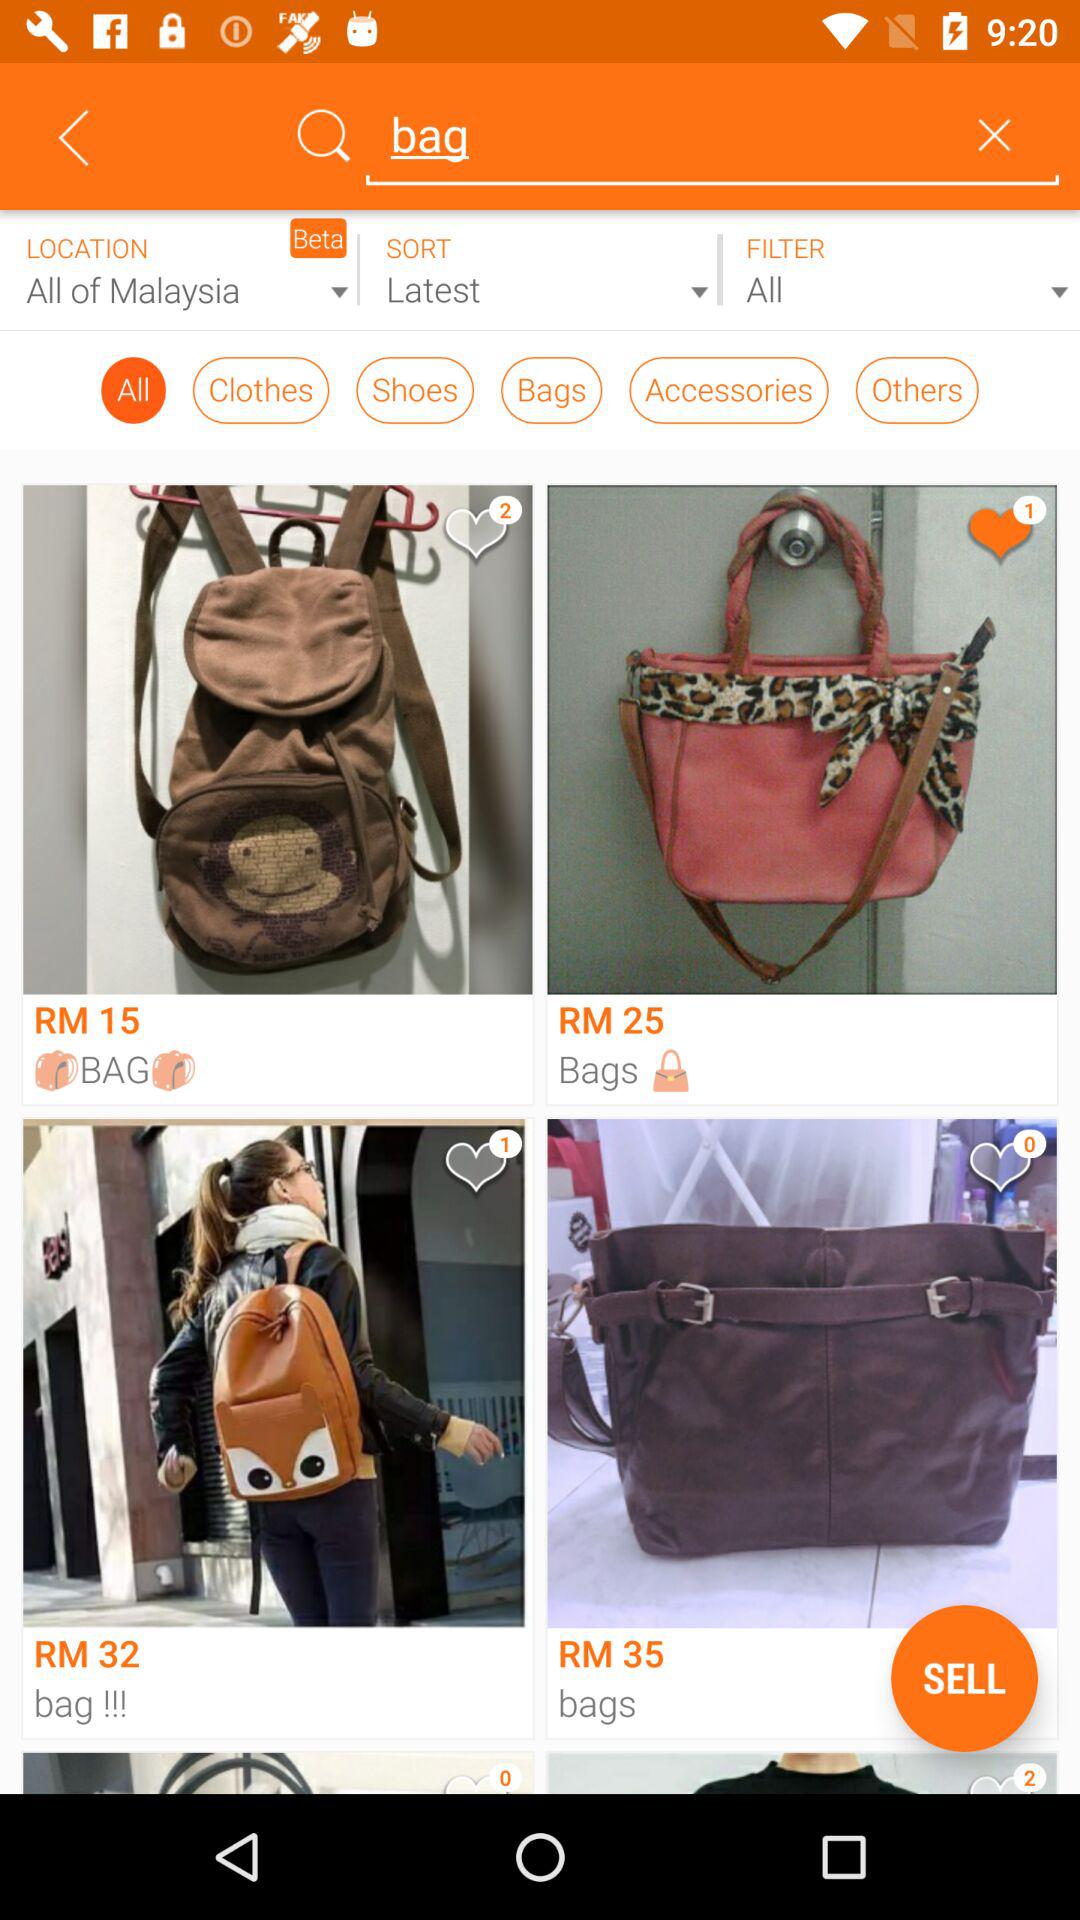 FAKE
9:20
bag
LOCATION Beta SORT FILTER
All of Malaysia Latest All
All Clothes Shoes Bags Accessories Others
2 1
RM 15 RM 25
BAG Bags
1 0
RM 32 RM 35
bag !!! bags
SELL
0 2